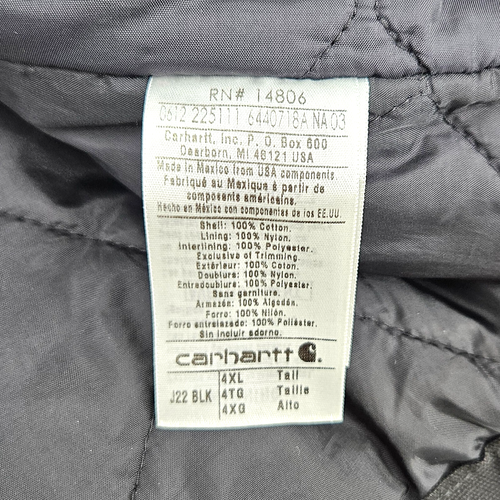 RN# 14806
0612 225111 6440718A NA 03
Carhartt, Inc. P. O. Box 600
Dearborn, MI 48121 USA
Made in Mexico from USA components.
Fabriqué au Mexique à partir de
composants américains.
Hecho en México con componentes de los EE.UU.
Shell: 100% Cotton.
Lining: 100% Nylon.
Interlining: 100% Polyester.
Exclusive of Trimming.
Extérieur: 100% Coton.
Doublure: 100% Nylon.
Entredoublure: 100% Polyester.
Sans garniture.
Armazón: 100% Algodón.
Forro: 100% Nilón.
Forro entrelazado: 100% Poliéster.
Sin incluir adorno.
carhartt
J22 BLK 4XL Tall
4TG Taille
4XG Alto